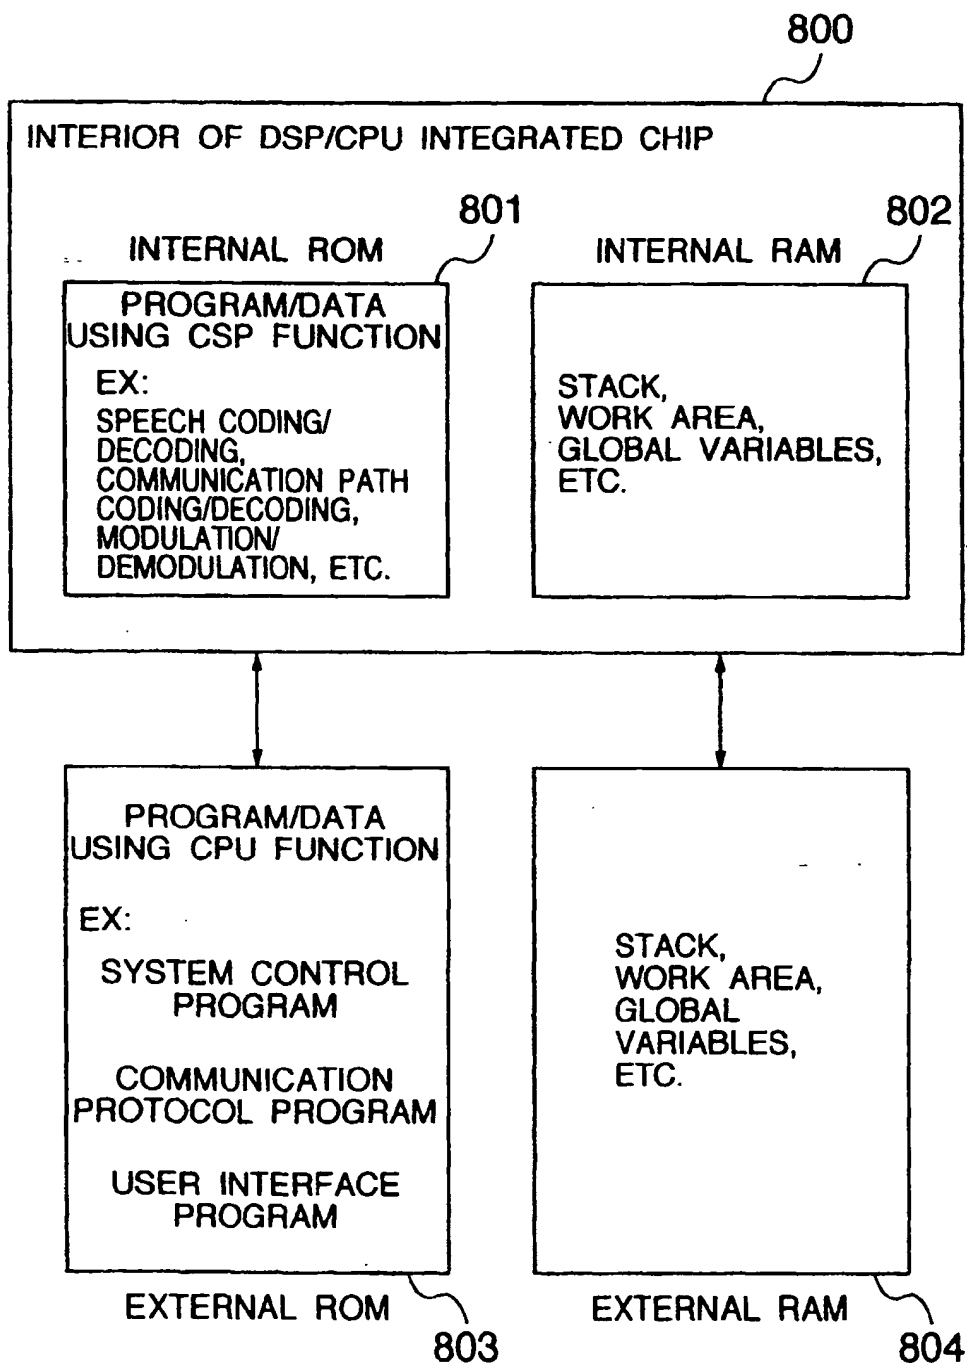 800
INTERIOR OF DSP/CPU INTEGRATED CHIP
801
INTERNAL ROM
PROGRAM/DATA
USING CSP FUNCTION
EX:
SPEECH CODING/
DECODING,
COMMUNICATION PATH
CODING/DECODING,
MODULATION/
DEMODULATION, ETC.
802
INTERNAL RAM
STACK,
WORK AREA,
GLOBAL VARIABLES,
ETC.
PROGRAM/DATA
USING CPU FUNCTION
EX:
SYSTEM CONTROL
PROGRAM
COMMUNICATION
PROTOCOL PROGRAM
USER INTERFACE
PROGRAM
EXTERNAL ROM
803
STACK,
WORK AREA,
GLOBAL
VARIABLES,
ETC.
EXTERNAL RAM
804